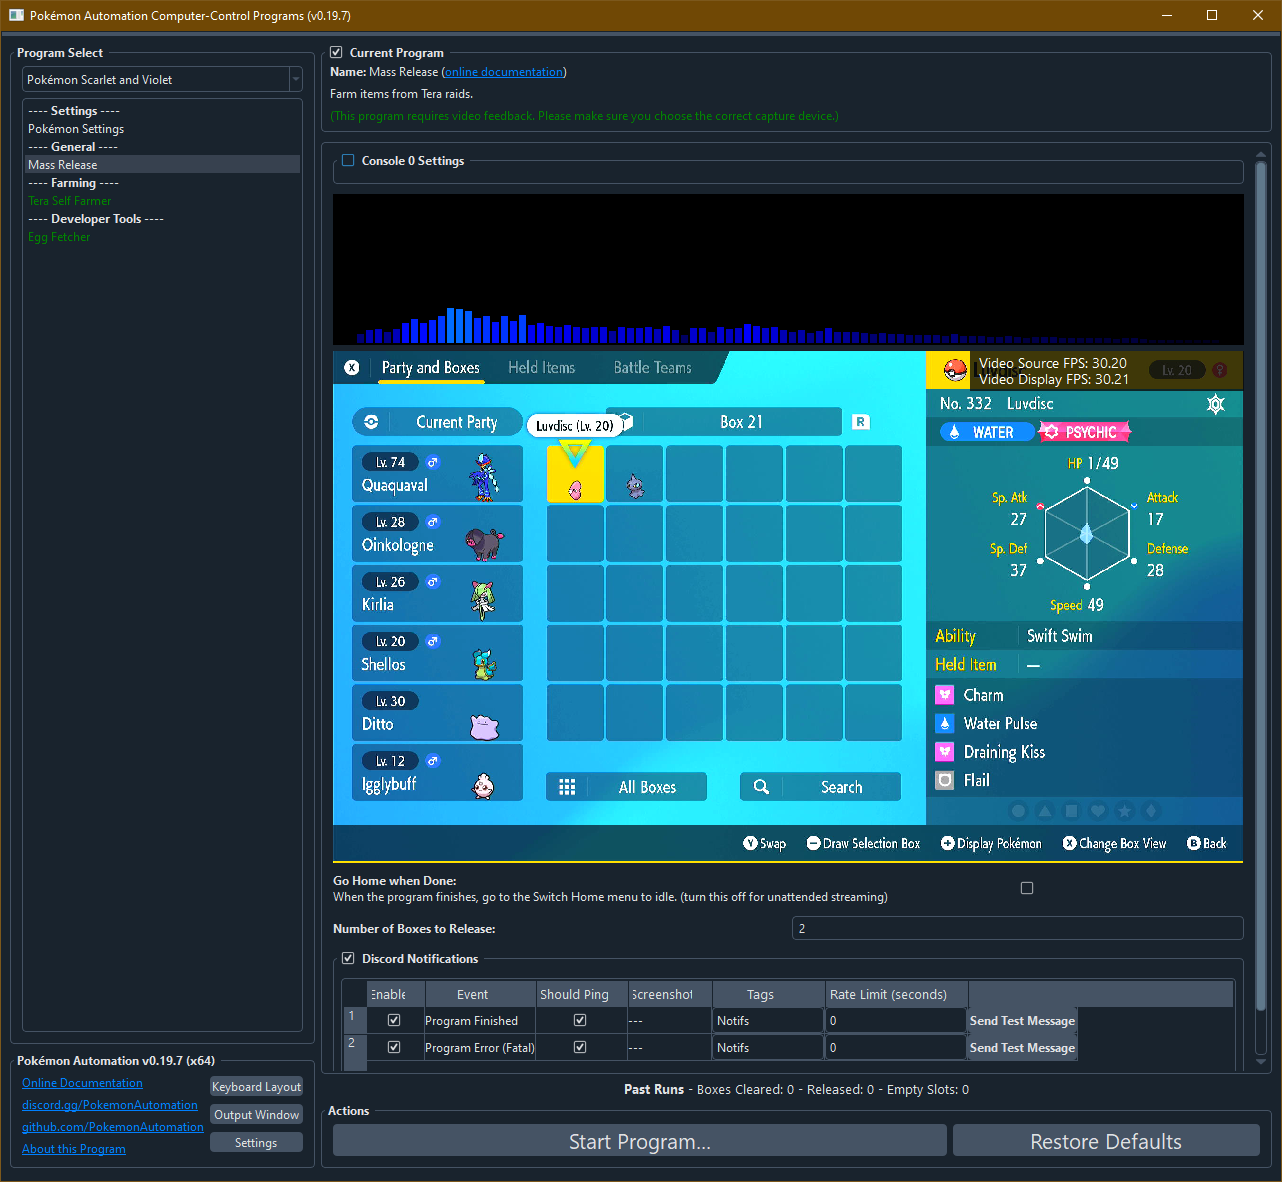 Pokémon Automation Computer-Control Programs (v0.19.7)
Program Select
Pokémon Scarlet and Violet
---- Settings ----
Pokémon Settings
---- General ----
Mass Release
---- Farming ----
Tera Self Farmer
---- Developer Tools ----
Egg Fetcher
Pokémon Automation v0.19.7 (x64)
Online Documentation
discord.gg/PokemonAutomation
github.com/PokemonAutomation
About this Program
Keyboard Layout
Output Window
Settings
Current Program
Name: Mass Release (online documentation)
Farm items from Tera raids.
(This program requires video feedback. Please make sure you choose the correct capture device.)
Console 0 Settings
X Party and Boxes Held Items Battle Teams
Video Source FPS: 30.20
Video Display FPS: 30.21
Lv. 20
Current Party
Luvdisc (Lv. 20)
Box 21
R
Lv. 74
Quaquaval
Lv. 28
Oinkologne
Lv. 26
Kirlia
Lv. 20
Shellos
Lv. 30
Ditto
Lv. 12
Igglybuff
All Boxes
Search
No. 332 Luvdisc
WATER PSYCHIC
HP 1/49
Sp. Atk
27
Attack
17
Sp. Def
37
Defense
28
Speed 49
Ability Swift Swim
Held Item —
Charm
Water Pulse
Draining Kiss
Flail
Y Swap - Draw Selection Box + Display Pokémon X Change Box View B Back
Go Home when Done:
When the program finishes, go to the Switch Home menu to idle. (turn this off for unattended streaming)
Number of Boxes to Release:
2
Discord Notifications
Enable Event Should Ping Screenshot Tags Rate Limit (seconds)
1 Program Finished --- Notifs 0 Send Test Message
2 Program Error (Fatal) --- Notifs 0 Send Test Message
Past Runs - Boxes Cleared: 0 - Released: 0 - Empty Slots: 0
Actions
Start Program...
Restore Defaults